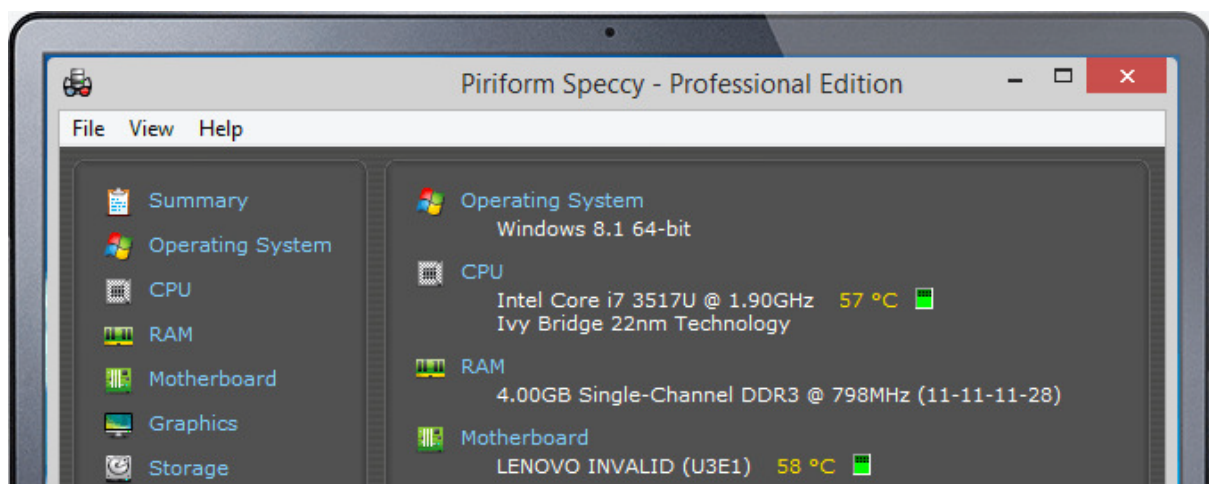 Piriform Speccy - Professional Edition
File View Help
Summary
Operating System
CPU
RAM
Motherboard
Graphics
Storage
Operating System
Windows 8.1 64-bit
CPU
Intel Core i7 3517U @ 1.90GHz 57 °C
Ivy Bridge 22nm Technology
RAM
4.00GB Single-Channel DDR3 @ 798MHz (11-11-11-28)
Motherboard
LENOVO INVALID (U3E1) 58 °C